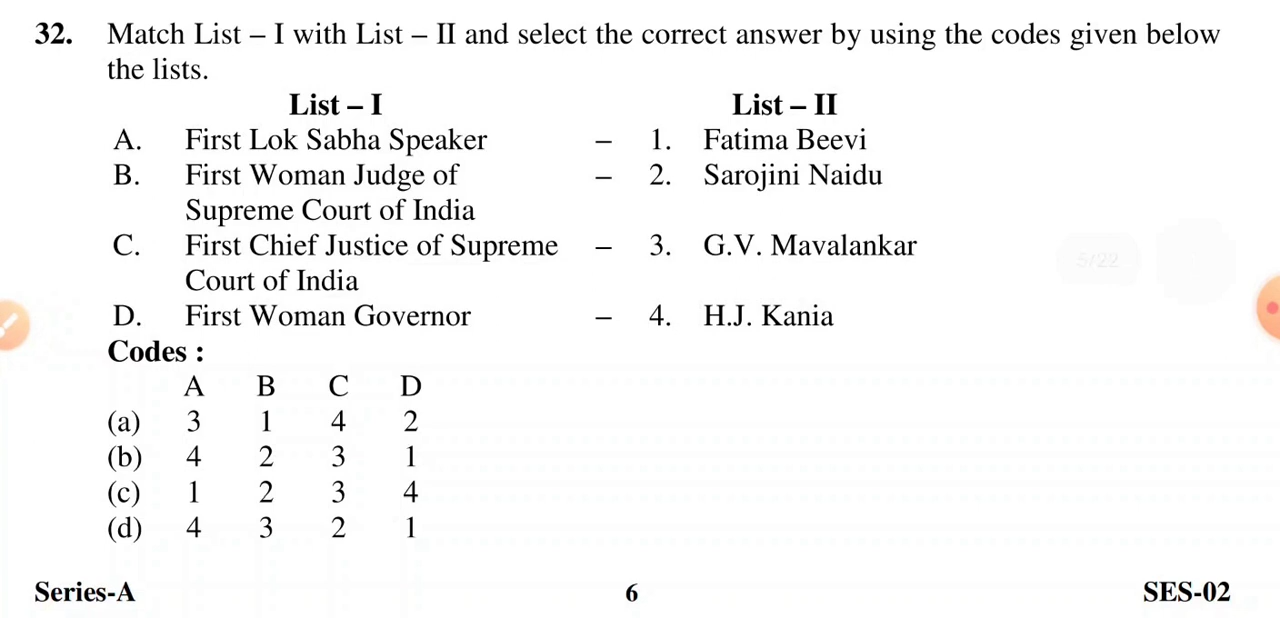 32. Match List – I with List – II and select the correct answer by using the codes given below
the lists.
List – I List – II
A. First Lok Sabha Speaker – 1. Fatima Beevi
B. First Woman Judge of – 2. Sarojini Naidu
Supreme Court of India
C. First Chief Justice of Supreme – 3. G.V. Mavalankar
Court of India
5/22
D. First Woman Governor – 4. H.J. Kania
Codes :
A B C D
(a) 3 1 4 2
(b) 4 2 3 1
(c) 1 2 3 4
(d) 4 3 2 1
Series-A 6 SES-02